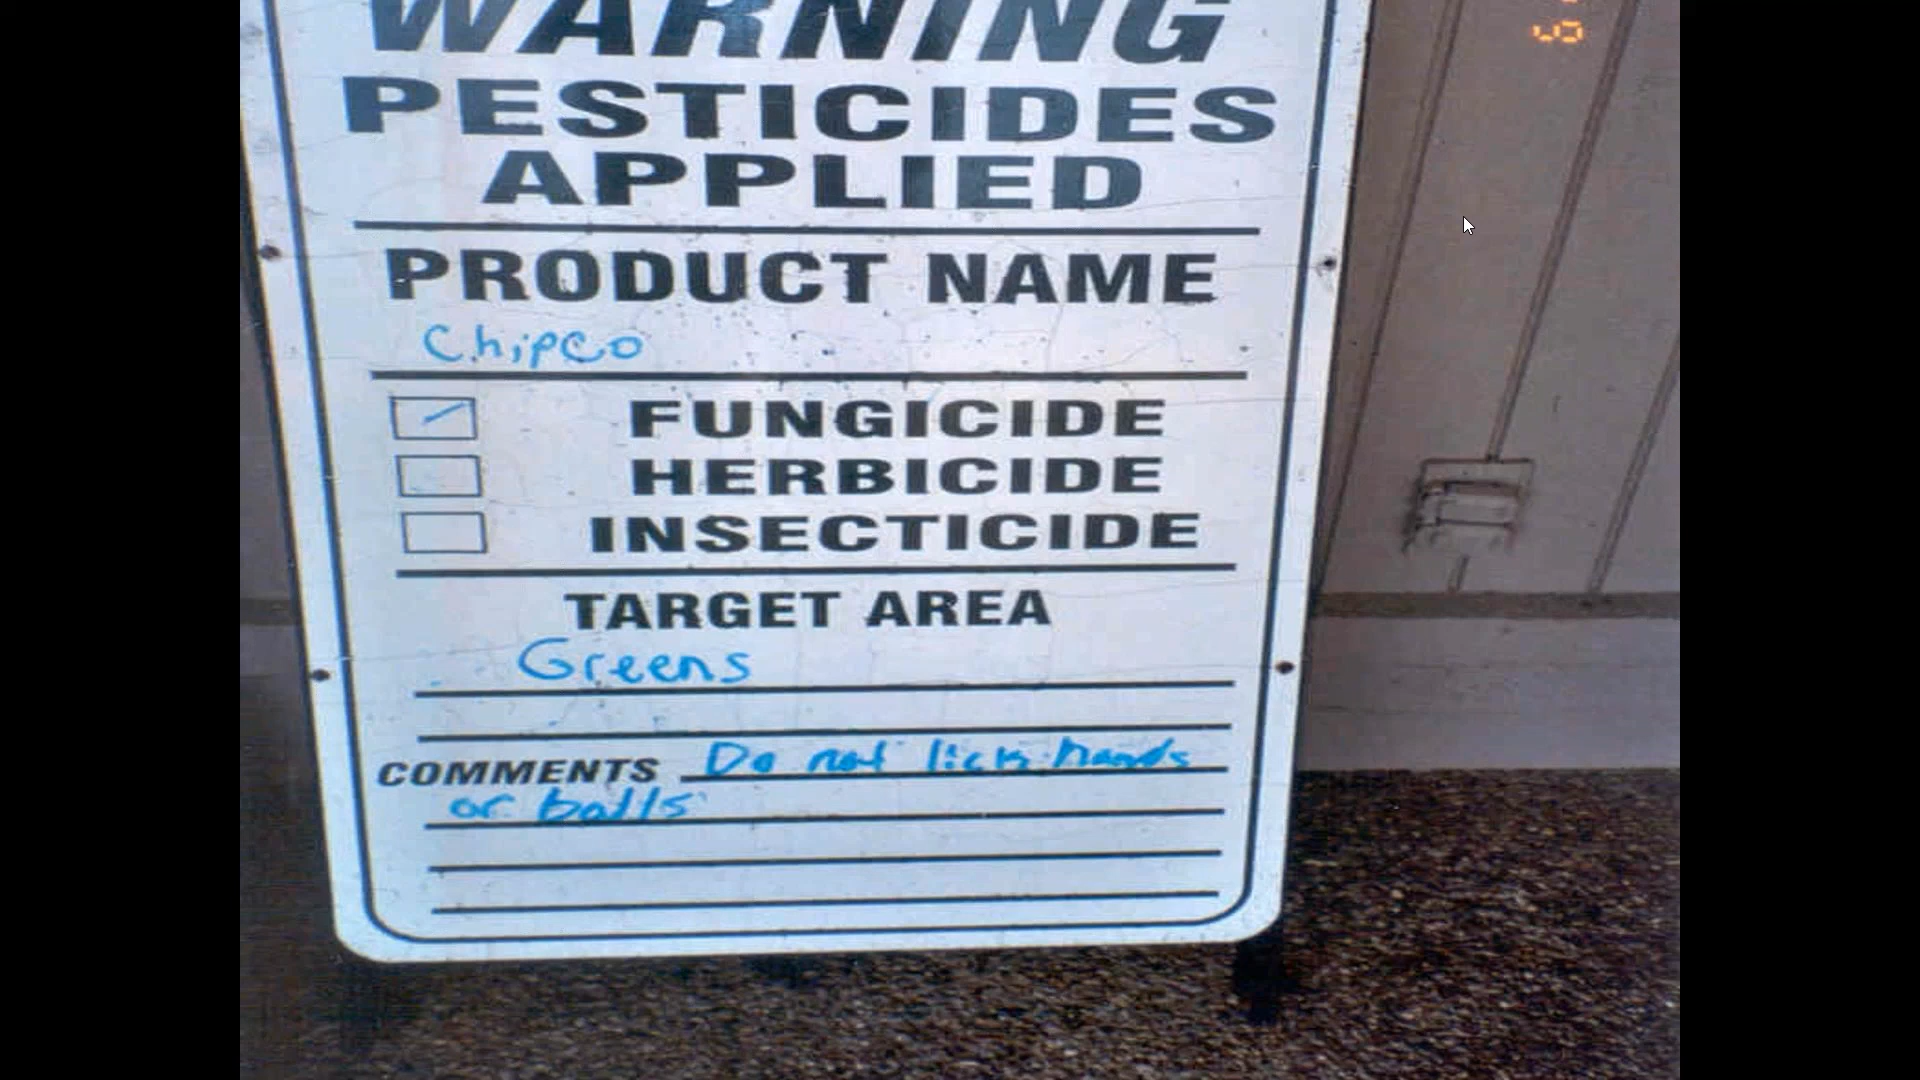 WARNING
PESTICIDES
APPLIED
PRODUCT NAME
Chipco
FUNGICIDE
HERBICIDE
INSECTICIDE
TARGET AREA
Greens
COMMENTS Do not lick hands
or balls